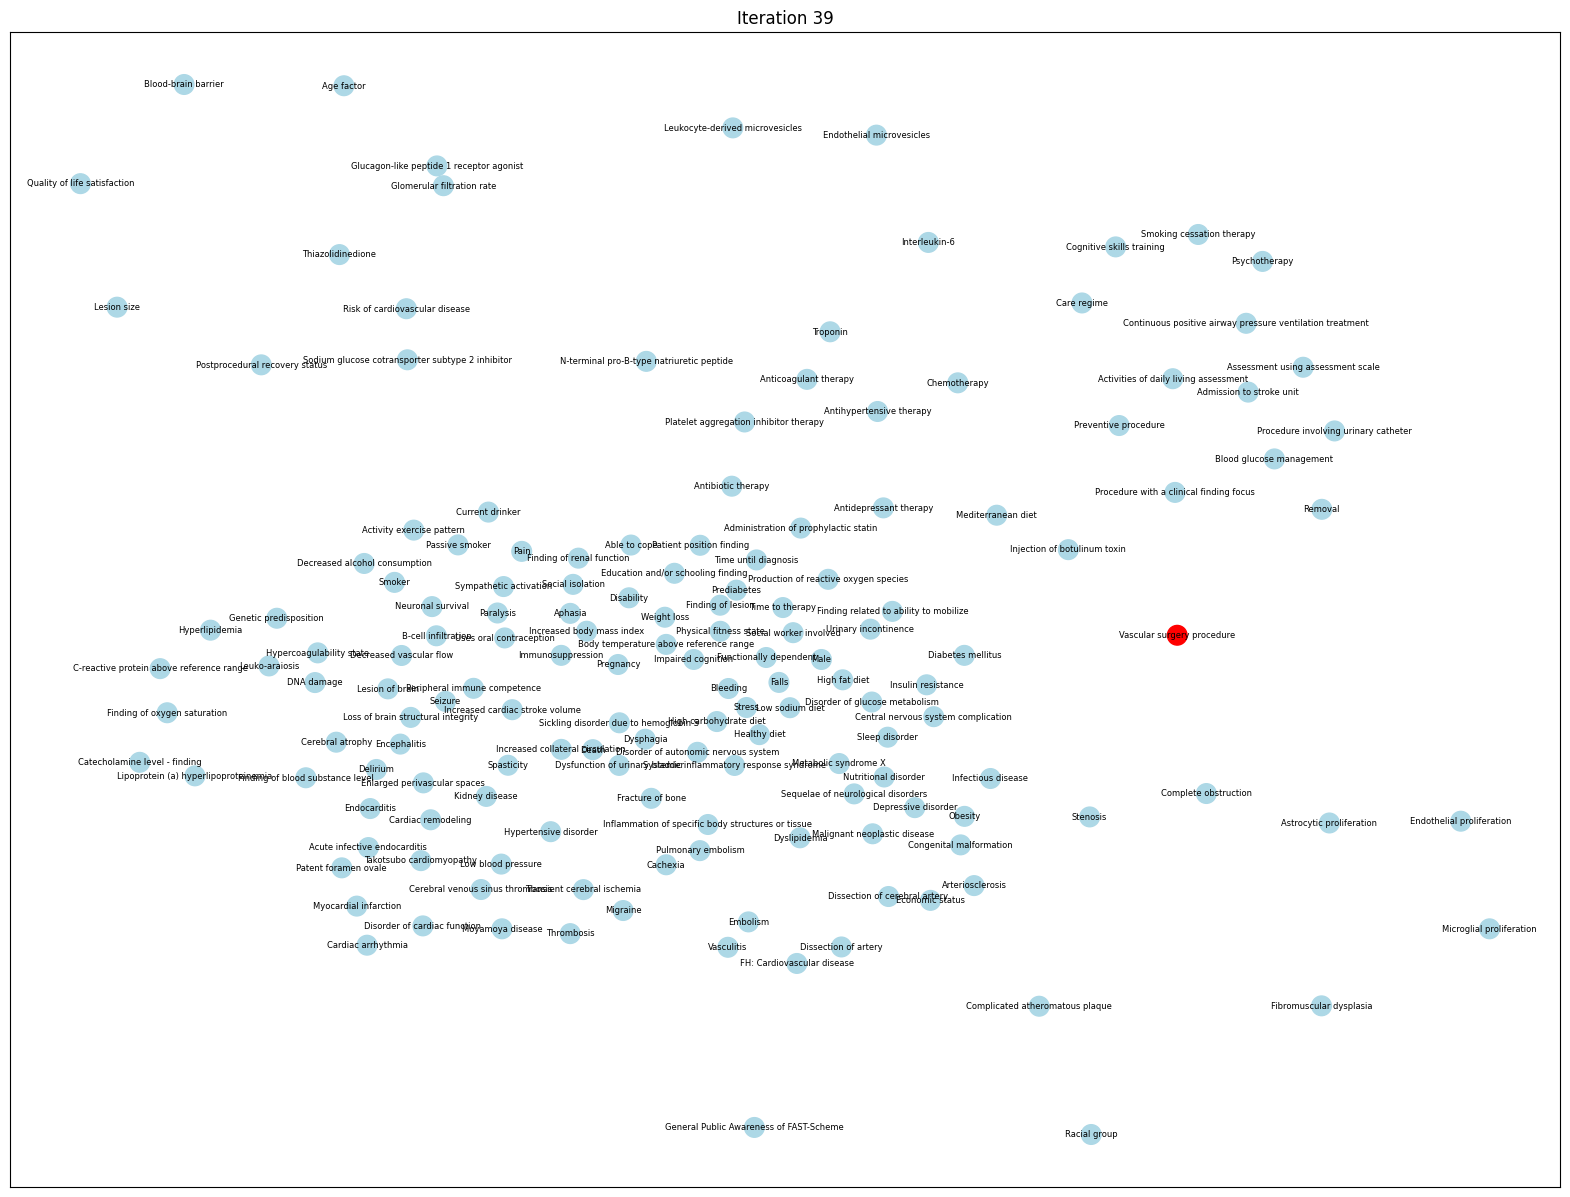 Iteration 39
Blood-brain barrier
Age factor
Leukocyte-derived microvesicles
Endothelial microvesicles
Glucagon-like peptide 1 receptor agonist
Quality of life satisfaction
Glomerular filtration rate
Smoking cessation therapy
Interleukin-6
Cognitive skills training
Thiazolidinedione
Psychotherapy
Care regime
Lesion size
Risk of cardiovascular disease
Continuous positive airway pressure ventilation treatment
Troponin
Sodium glucose cotransporter subtype 2 inhibitor
N-terminal pro-B-type natriuretic peptide
Postprocedural recovery status
Assessment using assessment scale
Anticoagulant therapy
Activities of daily living assessment
Chemotherapy
Admission to stroke unit
Antihypertensive therapy
Platelet aggregation inhibitor therapy
Preventive procedure
Procedure involving urinary catheter
Blood glucose management
Antibiotic therapy
Procedure with a clinical finding focus
Antidepressant therapy
Removal
Current drinker
Mediterranean diet
Administration of prophylactic statin
Activity exercise pattern
Passive smoker
Able to cope
Patient position finding
Injection of botulinum toxin
Pain
Finding of renal function
Time until diagnosis
Decreased alcohol consumption
Education and/or schooling finding
Production of reactive oxygen species
Smoker
Sympathetic activation
Social isolation
Prediabetes
Disability
Neuronal survival
Finding of lesion
Time to therapy
Paralysis
Aphasia
Finding related to ability to mobilize
Weight loss
Genetic predisposition
Hyperlipidemia
Increased body mass index
Physical fitness state
Social worker involved
Urinary incontinence
B-cell infiltration
Uses oral contraception
Vascular surgery procedure
Body temperature above reference range
Hypercoagulability state
Decreased vascular flow
Immunosuppression
Impaired cognition
Functionally dependent
Male
Diabetes mellitus
C-reactive protein above reference range
Leuko-araiosis
Pregnancy
DNA damage
Lesion of brain
Peripheral immune competence
Bleeding
Falls
High fat diet
Insulin resistance
Seizure
Disorder of glucose metabolism
Finding of oxygen saturation
Increased cardiac stroke volume
Stress
Low sodium diet
Loss of brain structural integrity
Sickling disorder due to hemoglobin S
High carbohydrate diet
Central nervous system complication
Healthy diet
Sleep disorder
Cerebral atrophy
Encephalitis
Dysphagia
Increased collateral circulation
Death
Disorder of autonomic nervous system
Catecholamine level - finding
Delirium
Spasticity
Dysfunction of urinary bladder
Systemic inflammatory response syndrome
Metabolic syndrome X
Lipoprotein (a) hyperlipoproteinemia
Finding of blood substance level
Nutritional disorder
Infectious disease
Enlarged perivascular spaces
Kidney disease
Fracture of bone
Sequelae of neurological disorders
Complete obstruction
Endocarditis
Depressive disorder
Cardiac remodeling
Obesity
Stenosis
Astrocytic proliferation
Endothelial proliferation
Inflammation of specific body structures or tissue
Hypertensive disorder
Dyslipidemia
Malignant neoplastic disease
Acute infective endocarditis
Pulmonary embolism
Congenital malformation
Takotsubo cardiomyopathy
Low blood pressure
Cachexia
Patent foramen ovale
Cerebral venous sinus thrombosis
Transient cerebral ischemia
Arteriosclerosis
Dissection of cerebral artery
Economic status
Myocardial infarction
Migraine
Embolism
Disorder of cardiac function
Moyamoya disease
Thrombosis
Microglial proliferation
Cardiac arrhythmia
Vasculitis
Dissection of artery
FH: Cardiovascular disease
Complicated atheromatous plaque
Fibromuscular dysplasia
General Public Awareness of FAST-Scheme
Racial group